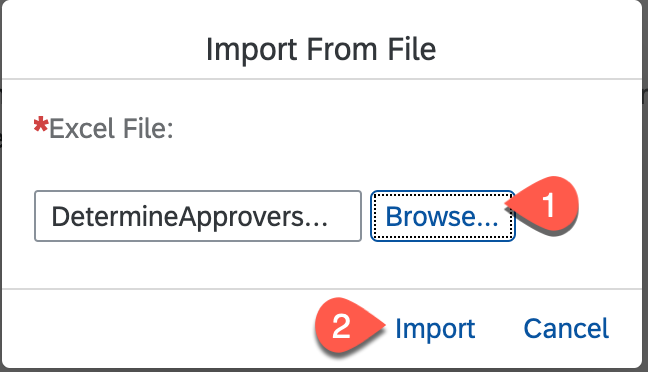 Import From File
*Excel File:
DetermineApprovers... Browse... 1
2 Import Cancel